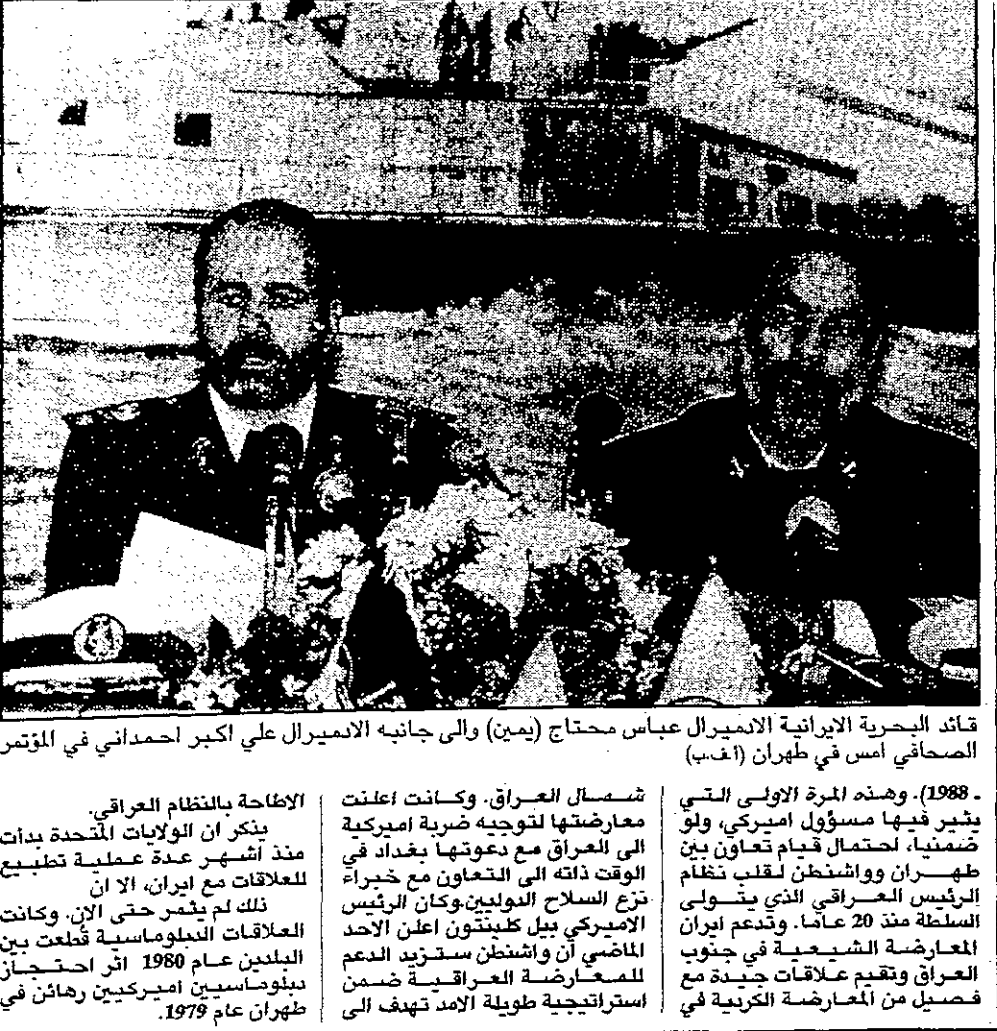 قائد البحرية الايرانية الادميرال عباس محتاج (يمين) والى جانبه الادميرال علي اكبر احمداني في المؤتمر
الصحافي امس في طهران (ا.ف.ب)
ـ 1988). وهذه المرة الاولى التي
يثير فيها مسؤول اميركي، ولو
ضمنيا، احتمال قيام تعاون بين
طهران وواشنطن لقلب نظام
الرئيس العراقي الذي يتولى
السلطة منذ 20 عاما. وتدعم ايران
المعارضة الشيعية في جنوب
العراق وتقيم علاقات جيدة مع
فصيل من المعارضة الكردية في
شمال العراق. وكانت اعلنت
معارضتها لتوجيه ضربة اميركية
الى العراق مع دعوتها بغداد في
الوقت ذاته الى التعاون مع خبراء
نزع السلاح الدوليين.وكان الرئيس
الاميركي بيل كلينتون اعلن الاحد
الماضي ان واشنطن ستزيد الدعم
للمعارضة العراقية ضمن
استراتيجية طويلة الامد تهدف الى
الاطاحة بالنظام العراقي.
يذكر ان الولايات المتحدة بدأت
منذ اشهر عدة عملية تطبيع
للعلاقات مع ايران، الا ان
ذلك لم يثمر حتى الآن. وكانت
العلاقات الدبلوماسية قطعت بين
البلدين عام 1980 اثر احتجاز
دبلوماسيين اميركيين رهائن في
طهران عام 1979.